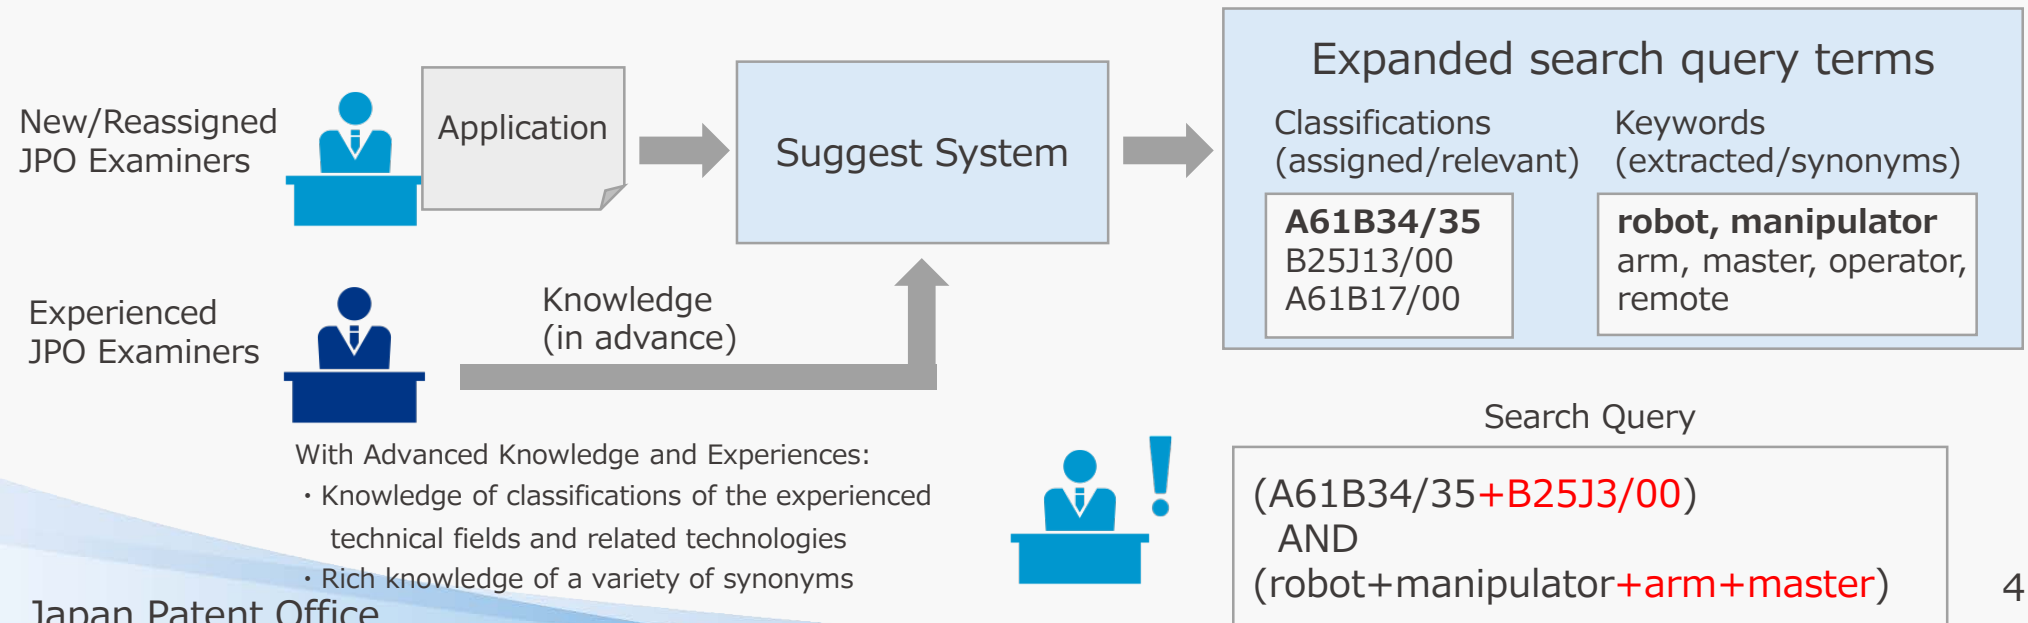 New/Reassigned
JPO Examiners
Application
Suggest System
Expanded search query terms
Classifications
(assigned/relevant)
A61B34/35
B25J13/00
A61B17/00
Keywords
(extracted/synonyms)
robot, manipulator
arm, master, operator,
remote
Experienced
JPO Examiners
Knowledge
(in advance)
With Advanced Knowledge and Experiences:
・Knowledge of classifications of the experienced
technical fields and related technologies
・Rich knowledge of a variety of synonyms
!
Search Query
(A61B34/35+B25J3/00)
AND
(robot+manipulator+arm+master)
Japan Patent Office
4